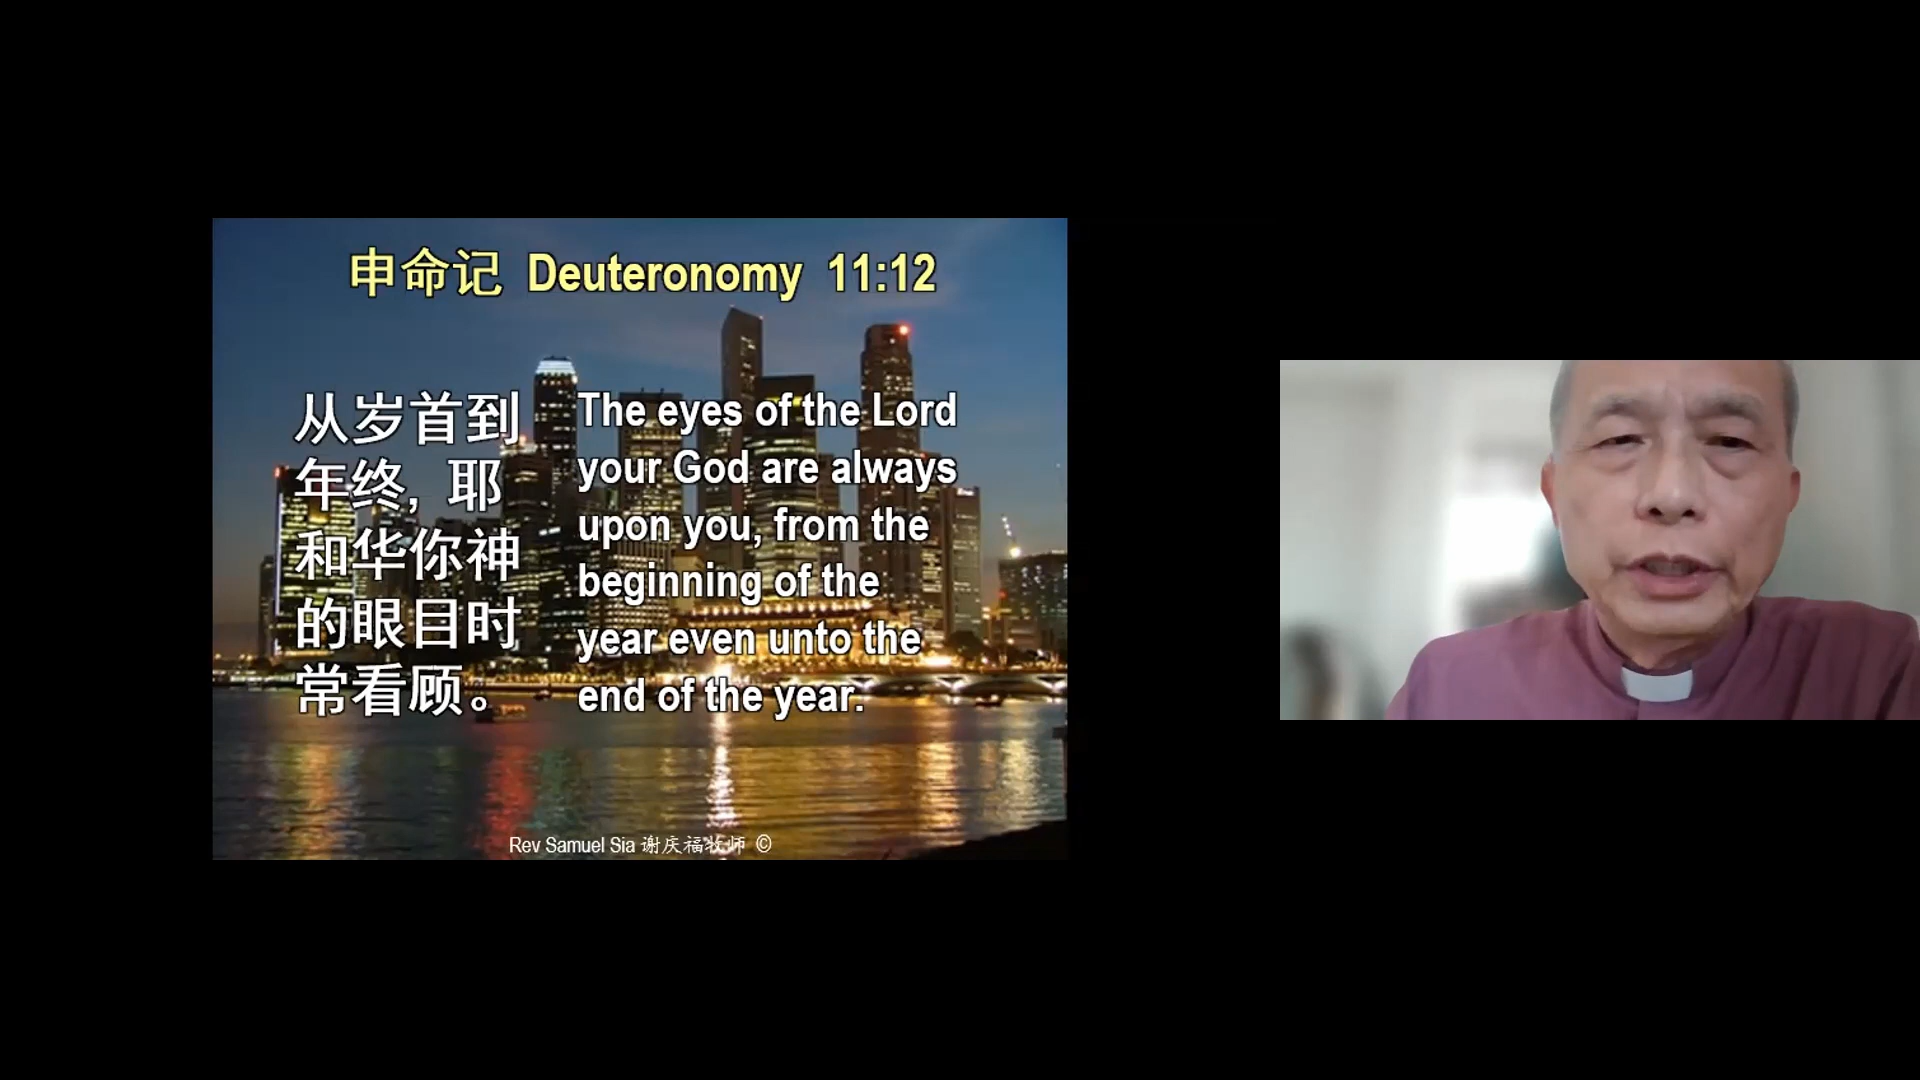 申命记 Deuteronomy 11:12
从岁首到
年终, 耶
和华你神
的眼目时
常看顾。
The eyes of the Lord
your God are always
upon you, from the
beginning of the
year even unto the
end of the year.
Rev Samuel Sia 谢庆福牧师 ©